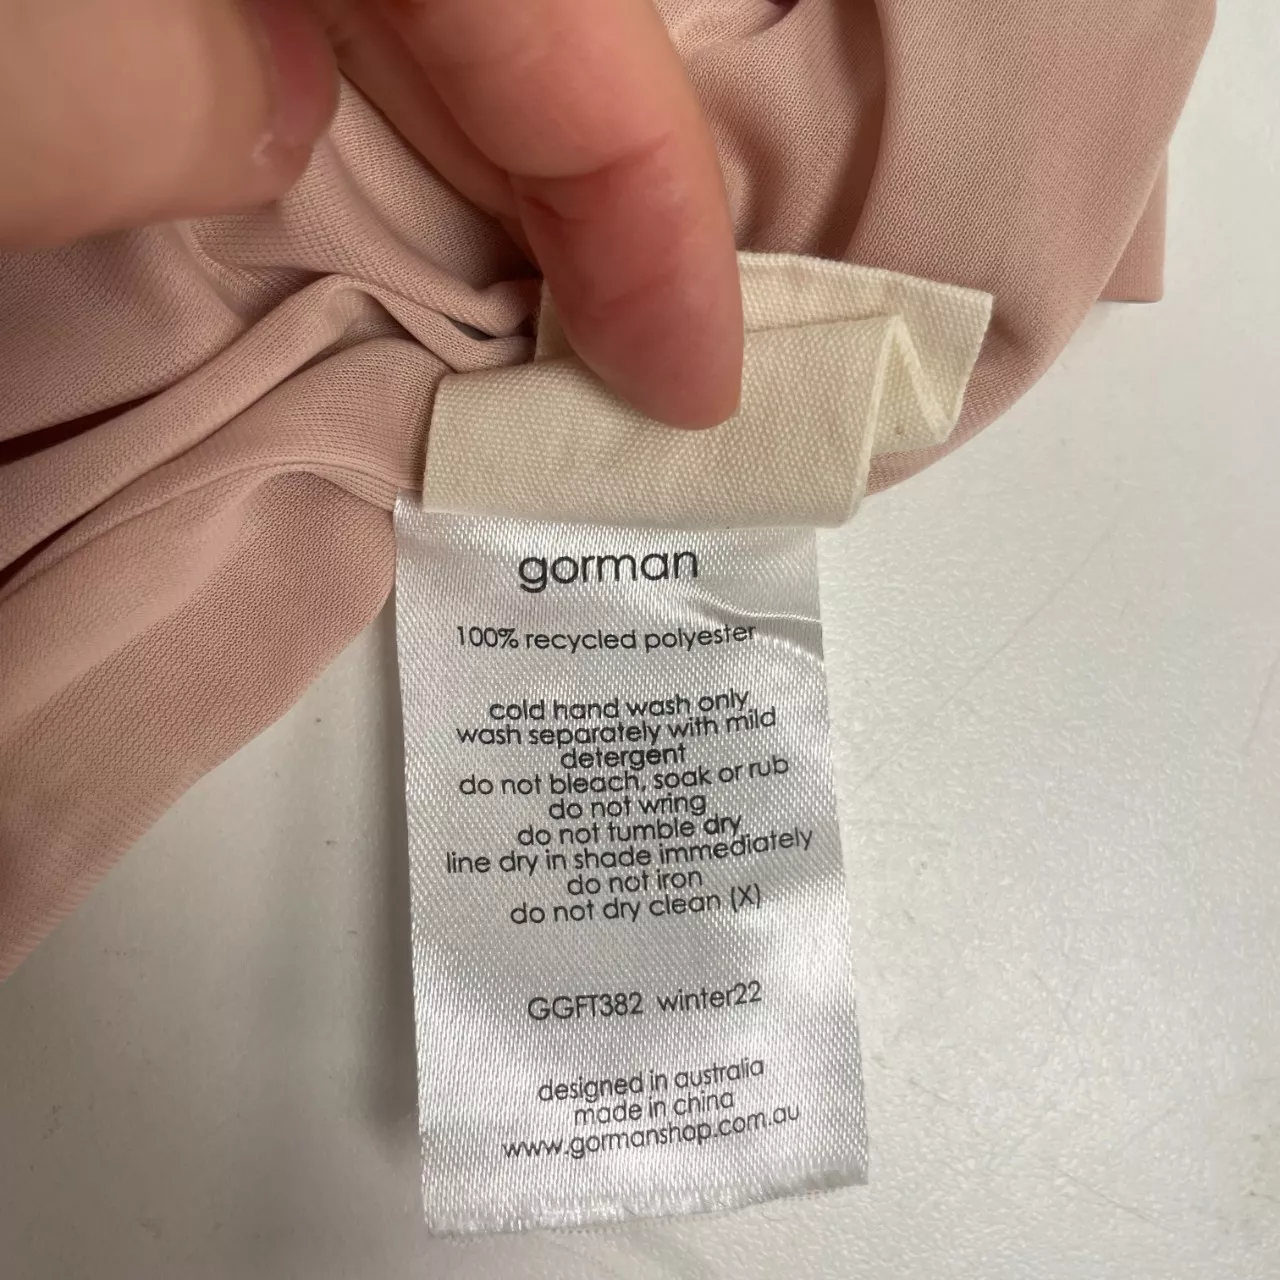 gorman
100% recycled polyester
cold hand wash only
wash separately with mild
detergent
do not bleach, soak or rub
do not wring
do not tumble dry
line dry in shade immediately
do not iron
do not dry clean (X)
GGFT382 winter22
designed in australia
made in china
www.gormanshop.com.au